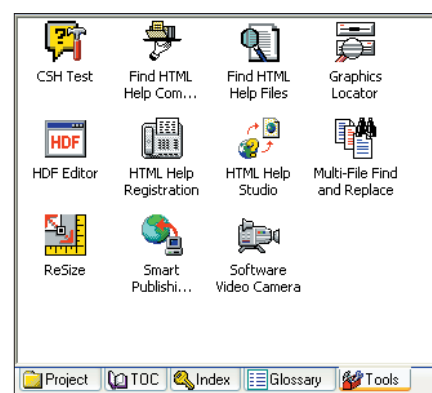 CSH Test
Find HTML
Help Com...
Find HTML
Help Files
Graphics
Locator
HDF
HDF Editor
HTML Help
Registration
HTML Help
Studio
Multi-File Find
and Replace
ReSize
Smart
Publishi...
Software
Video Camera
Project
TOC
Index
Glossary
Tools